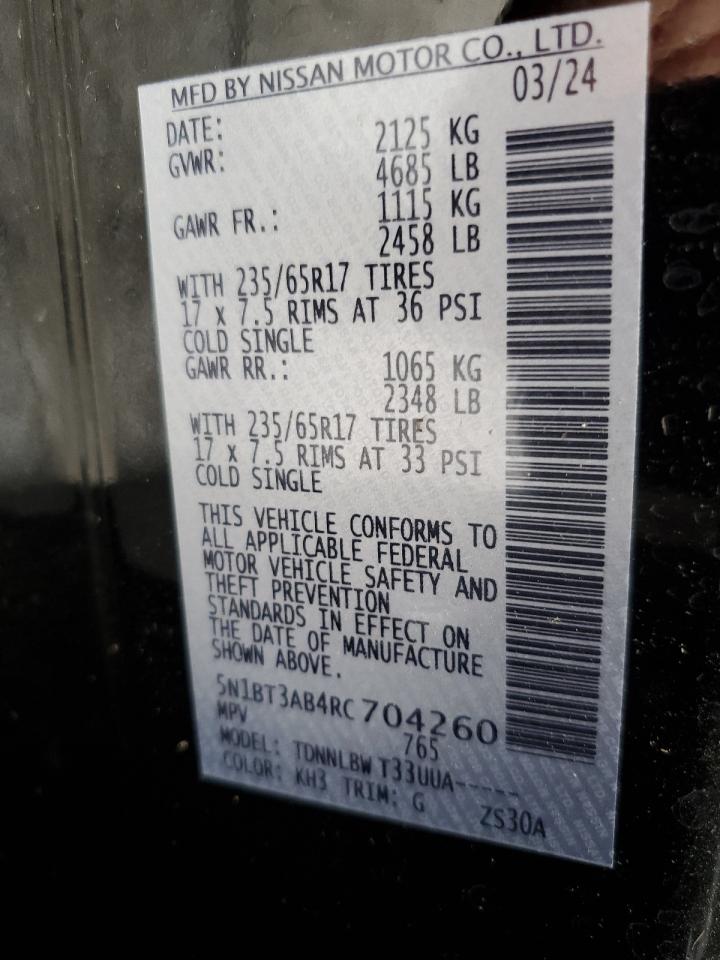 MFD BY NISSAN MOTOR CO., LTD.
DATE: 03/24
GVWR: 2125 KG
4685 LB
GAWR FR.: 1115 KG
2458 LB
WITH 235/65R17 TIRES
17 x 7.5 RIMS AT 36 PSI
COLD SINGLE
GAWR RR.: 1065 KG
2348 LB
WITH 235/65R17 TIRES
17 x 7.5 RIMS AT 33 PSI
COLD SINGLE
THIS VEHICLE CONFORMS TO
ALL APPLICABLE FEDERAL
MOTOR VEHICLE SAFETY AND
THEFT PREVENTION
STANDARDS IN EFFECT ON
THE DATE OF MANUFACTURE
SHOWN ABOVE.
5N1BT3AB4RC704260
MPV 765
MODEL: TDNNLBW T33UUA-----
COLOR: KH3 TRIM: G ZS30A